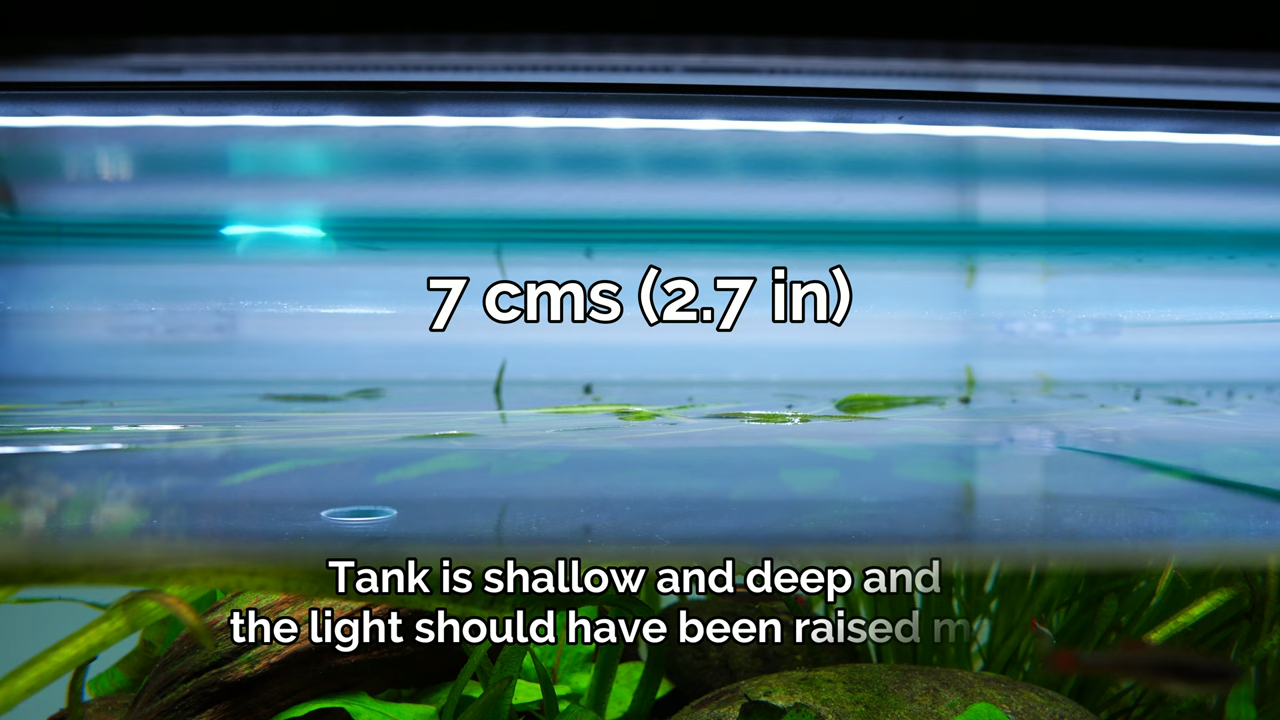 7 cms (2.7 in)
Tank is shallow and deep and
the light should have been raised